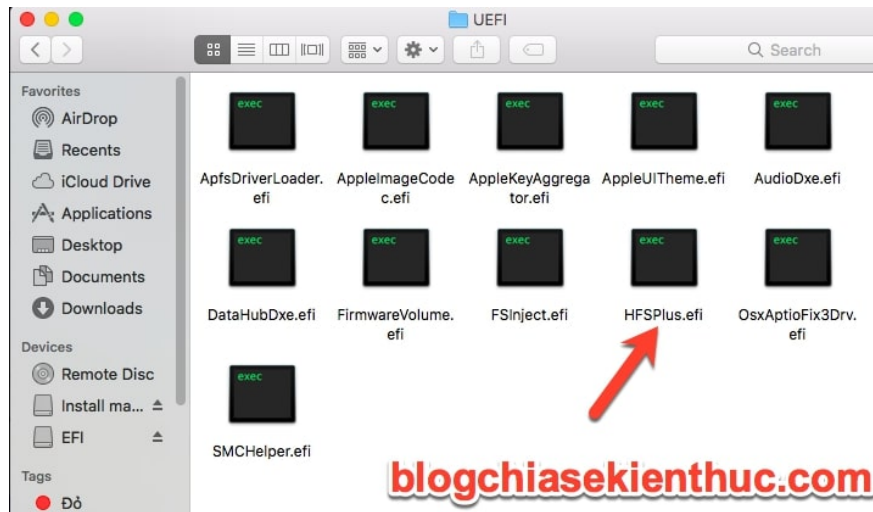 UEFI
Search
Favorites
AirDrop
Recents
iCloud Drive
Applications
Desktop
Documents
Downloads
Devices
Remote Disc
Install ma...
EFI
Tags
Đỏ
exec
exec
exec
exec
exec
ApfsDriverLoader.
efi
AppleImageCode
c.efi
AppleKeyAggrega
tor.efi
AppleUITheme.efi
AudioDxe.efi
exec
exec
exec
exec
exec
DataHubDxe.efi
FirmwareVolume.
efi
FSInject.efi
HFSPlus.efi
OsxAptioFix3Drv.
efi
exec
SMCHelper.efi
blogchiasekienthuc.com